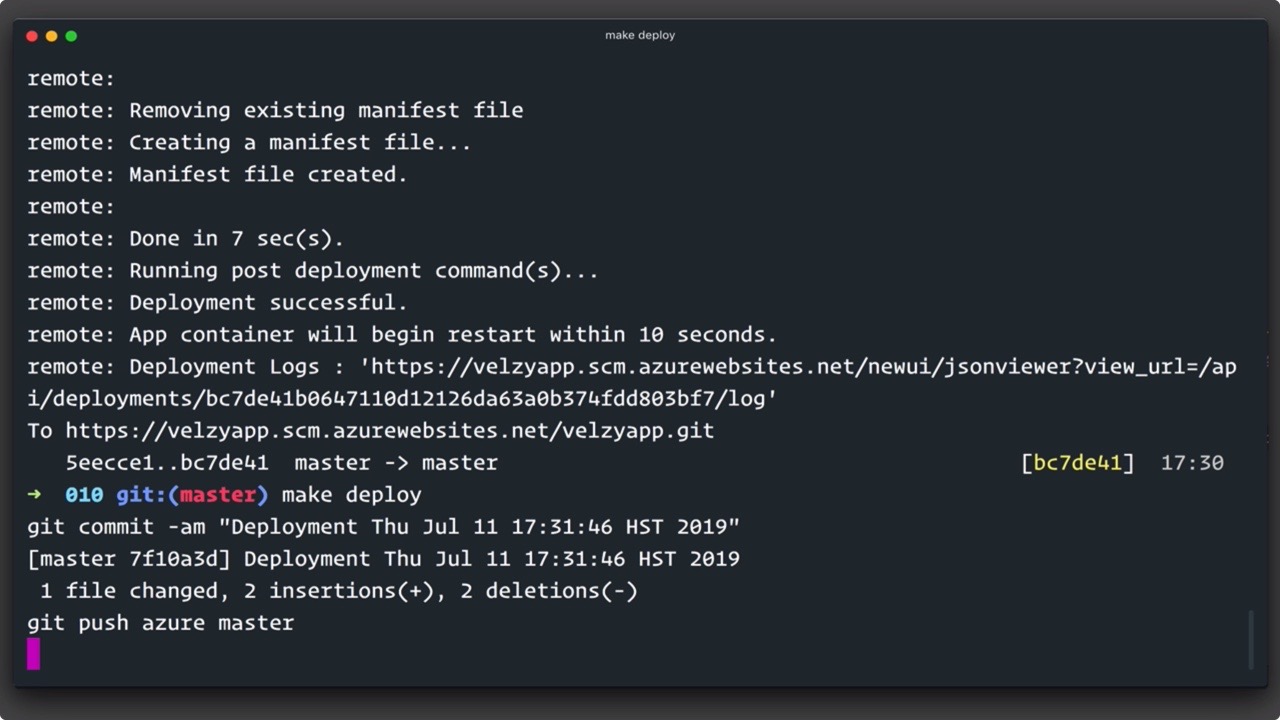 make deploy
remote:
remote: Removing existing manifest file
remote: Creating a manifest file...
remote: Manifest file created.
remote:
remote: Done in 7 sec(s).
remote: Running post deployment command(s)...
remote: Deployment successful.
remote: App container will begin restart within 10 seconds.
remote: Deployment Logs : 'https://velzyapp.scm.azurewebsites.net/newui/jsonviewer?view_url=/ap
i/deployments/bc7de41b0647110d12126da63a0b374fdd803bf7/log'
To https://velzyapp.scm.azurewebsites.net/velzyapp.git
   5eecce1..bc7de41  master -> master [bc7de41] 17:30
→ 010 git:(master) make deploy
git commit -am "Deployment Thu Jul 11 17:31:46 HST 2019"
[master 7f10a3d] Deployment Thu Jul 11 17:31:46 HST 2019
 1 file changed, 2 insertions(+), 2 deletions(-)
git push azure master